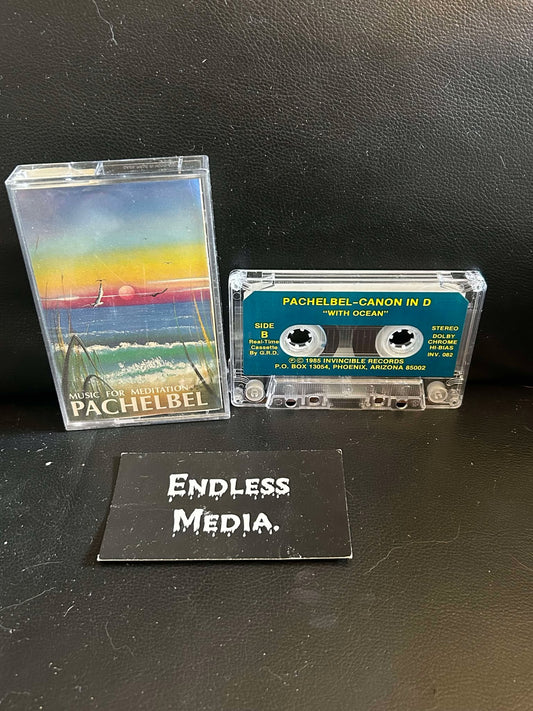 MUSIC FOR MEDITATION
PACHELBEL
PACHELBEL-CANON IN D
"WITH OCEAN"
SIDE
B
Real-Time
Cassette
By G.R.D.
STEREO
DOLBY
CHROME
HI-BIAS
INV. 082
℗ © 1985 INVINCIBLE RECORDS
P.O. BOX 13054, PHOENIX, ARIZONA 85002
ENDLESS
MEDIA.